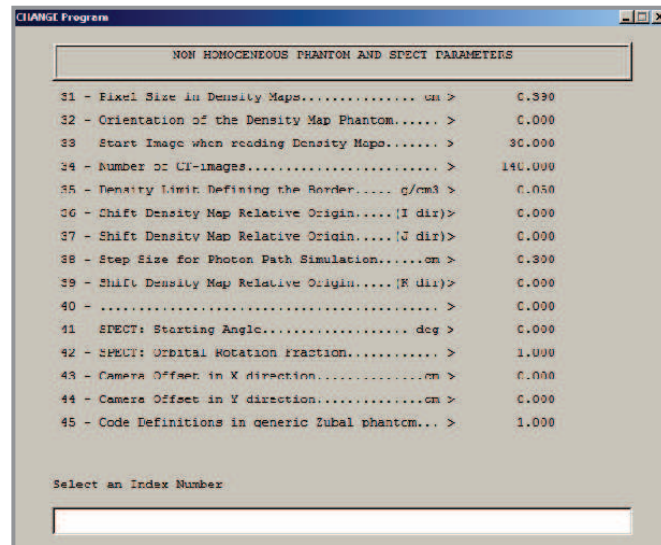 CHANGE Program
NON HOMOGENEOUS PHANTOM AND SPECT PARAMETERS
31 - Pixel Size in Density Maps............... cm > 0.390
32 - Orientation of the Density Map Phantom...... > 0.000
33 Start Image when reading Density Maps....... > 30.000
34 - Number of CT-images......................... > 140.000
35 - Density Limit Defining the Border..... g/cm3 > 0.050
36 - Shift Density Map Relative Origin.....(I dir)> 0.000
37 - Shift Density Map Relative Origin.....(J dir)> 0.000
38 - Step Size for Photon Path Simulation......cm > 0.300
39 - Shift Density Map Relative Origin.....(K dir)> 0.000
40 - ............................................ > 0.000
41 SPECT: Starting Angle................... deg > 0.000
42 - SPECT: Orbital Rotation Fraction............ > 1.000
43 - Camera Offset in X direction..............cm > 0.000
44 - Camera Offset in Y direction..............cm > 0.000
45 - Code Definitions in generic Zubal phantom... > 1.000
Select an Index Number